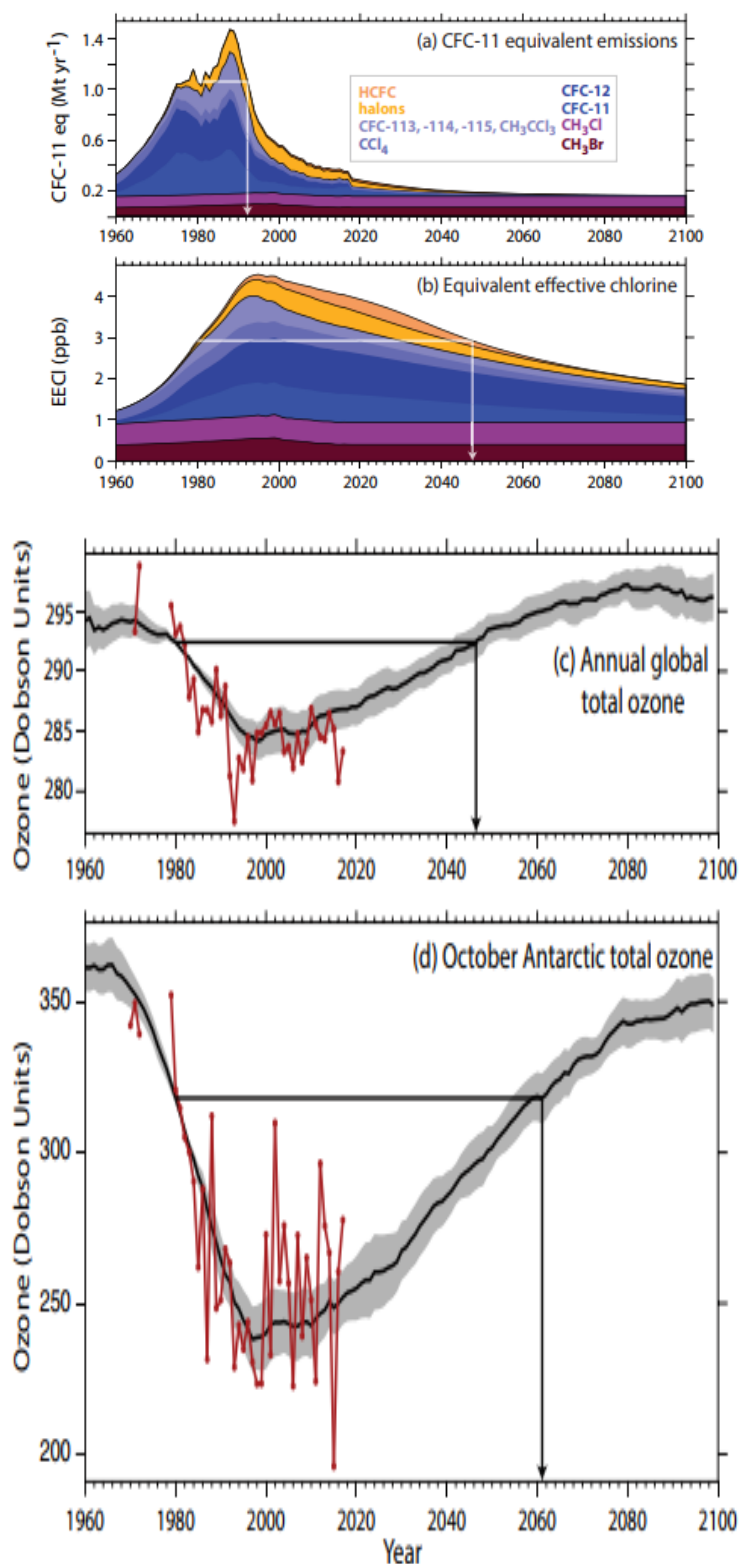 (a) CFC-11 equivalent emissions
CFC-11 eq (Mt yr⁻¹)
1.4
1.0
0.6
0.2
HCFC
halons
CFC-113, -114, -115, CH₃CCl₃
CCl₄
CFC-12
CFC-11
CH₃Cl
CH₃Br
1960 1980 2000 2020 2040 2060 2080 2100
(b) Equivalent effective chlorine
EECl (ppb)
4
3
2
1
0
1960 1980 2000 2020 2040 2060 2080 2100
Ozone (Dobson Units)
295
290
285
280
(c) Annual global
total ozone
1960 1980 2000 2020 2040 2060 2080 2100
(d) October Antarctic total ozone
Ozone (Dobson Units)
350
300
250
200
1960 1980 2000 2020 2040 2060 2080 2100
Year